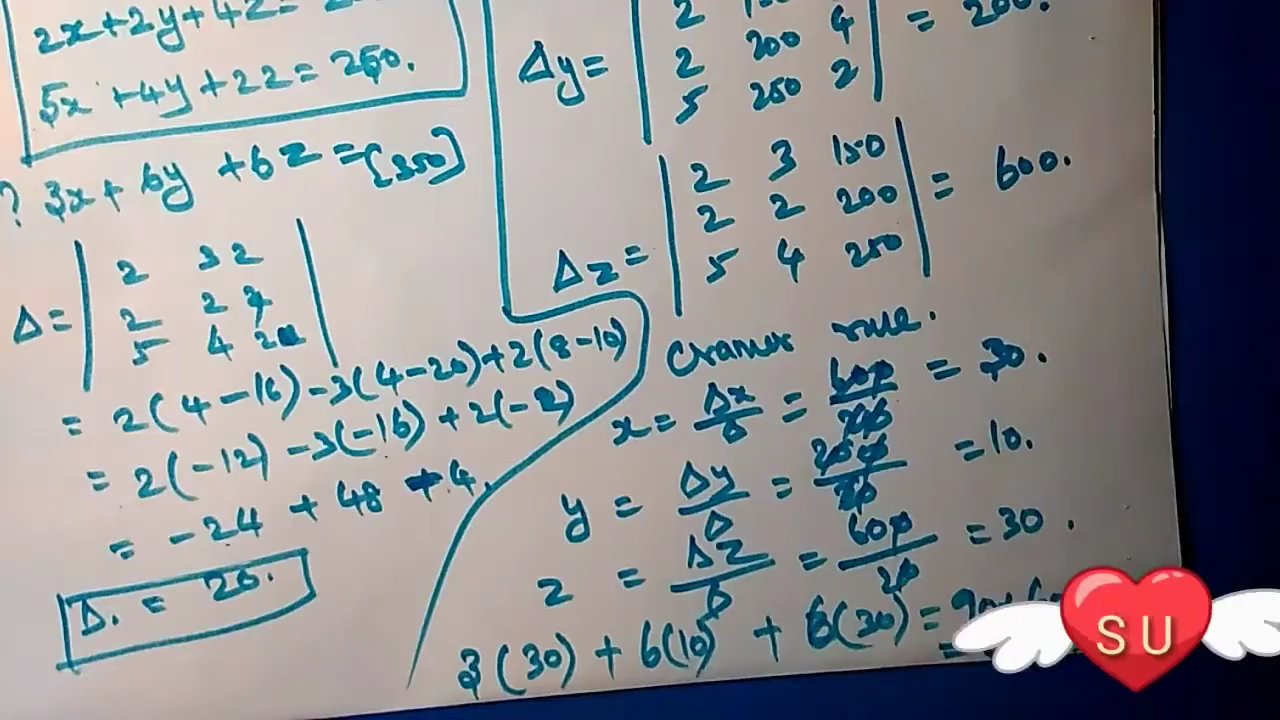 2x+2y+4z=
5x+4y+2z=250.
? 3x+6y+6z=[350]
Δ= | 2 3 2 |
| 2 2 4 |
| 5 4 2 |
= 2(4-16)-3(4-20)+2(8-10)
= 2(-12)-3(-16)+2(-2)
= -24 + 48 - 4.
Δ. = 20.
2 4 = 200.
Δy= | 2 200 4 |
| 5 250 2 |
| 2 3 150 |
| 2 2 200 | = 600.
Δz= | 5 4 250 |
Cramer rule.
x= Δx/Δ = 600/20 = 30.
y = Δy/Δ = /20 =10.
z = Δz/Δ = 600/20 =30.
3(30) + 6(10) + 6(30) = 90+
SU